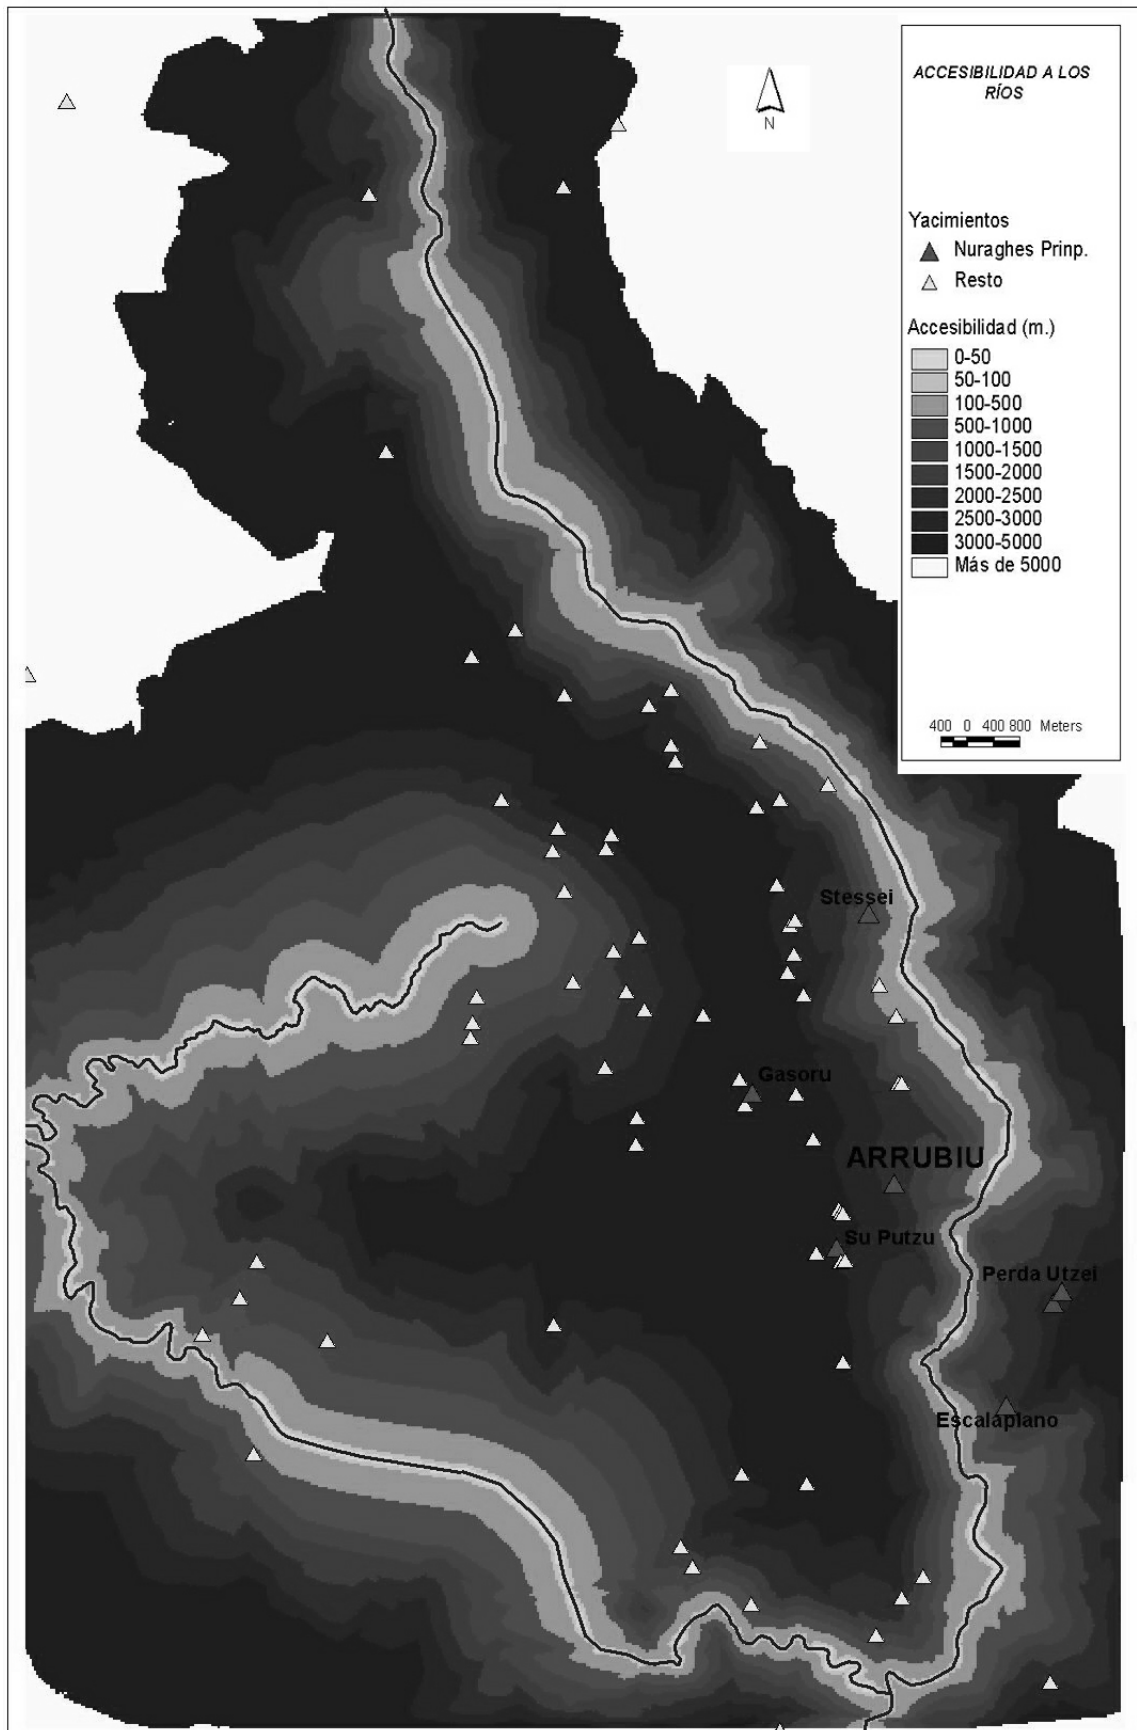 ACCESIBILIDAD A LOS
RÍOS
N
Yacimientos
Nuraghes Prinp.
Resto
Accesibilidad (m.)
0-50
50-100
100-500
500-1000
1000-1500
1500-2000
2000-2500
2500-3000
3000-5000
Más de 5000
400 0 400 800 Meters
Stessei
Gasoru
ARRUBIU
Su Putzu
Perda Utzei
Escalaplano